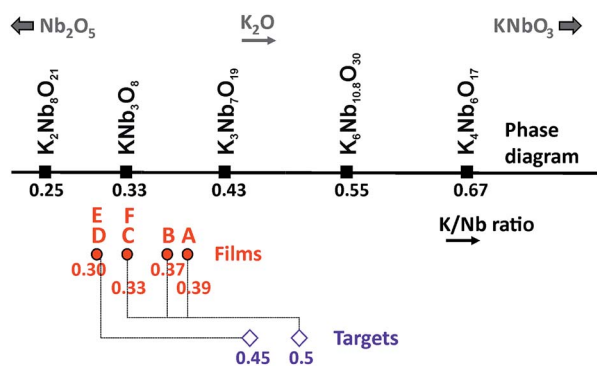 Nb₂O₅ K₂O KNbO₃
K₂Nb₈O₂₁
KNb₃O₈
K₃Nb₇O₁₉
K₆Nb₁₀.₈O₃₀
K₄Nb₆O₁₇
Phase
diagram
0.25 0.33 0.43 0.55 0.67
K/Nb ratio
E F
D C B A Films
0.30 0.37
0.33 0.39
Targets
0.45 0.5